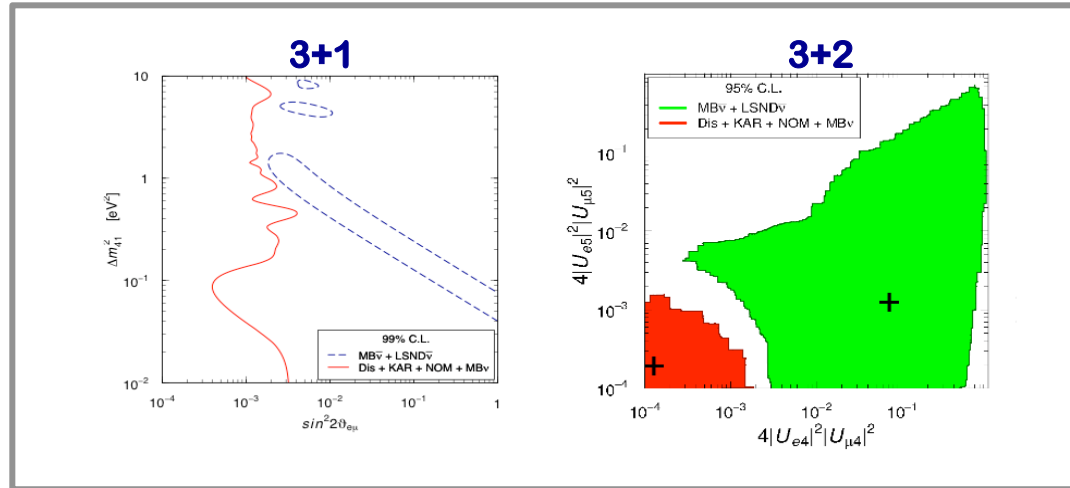 3+1
3+2
10
1
10⁻¹
10⁻²
Δm²₄₁ [eV²]
99% C.L.
MBν̄ + LSNDν̄
Dis + KAR + NOM + MBν
10⁻⁴
10⁻³
10⁻²
10⁻¹
1
sin²2ϑₑμ
95% C.L.
MBν̄ + LSNDν̄
Dis + KAR + NOM + MBν
10⁻¹
10⁻²
10⁻³
10⁻⁴
4|Uₑ₅|²|Uμ₅|²
10⁻⁴
10⁻³
10⁻²
10⁻¹
4|Uₑ₄|²|Uμ₄|²